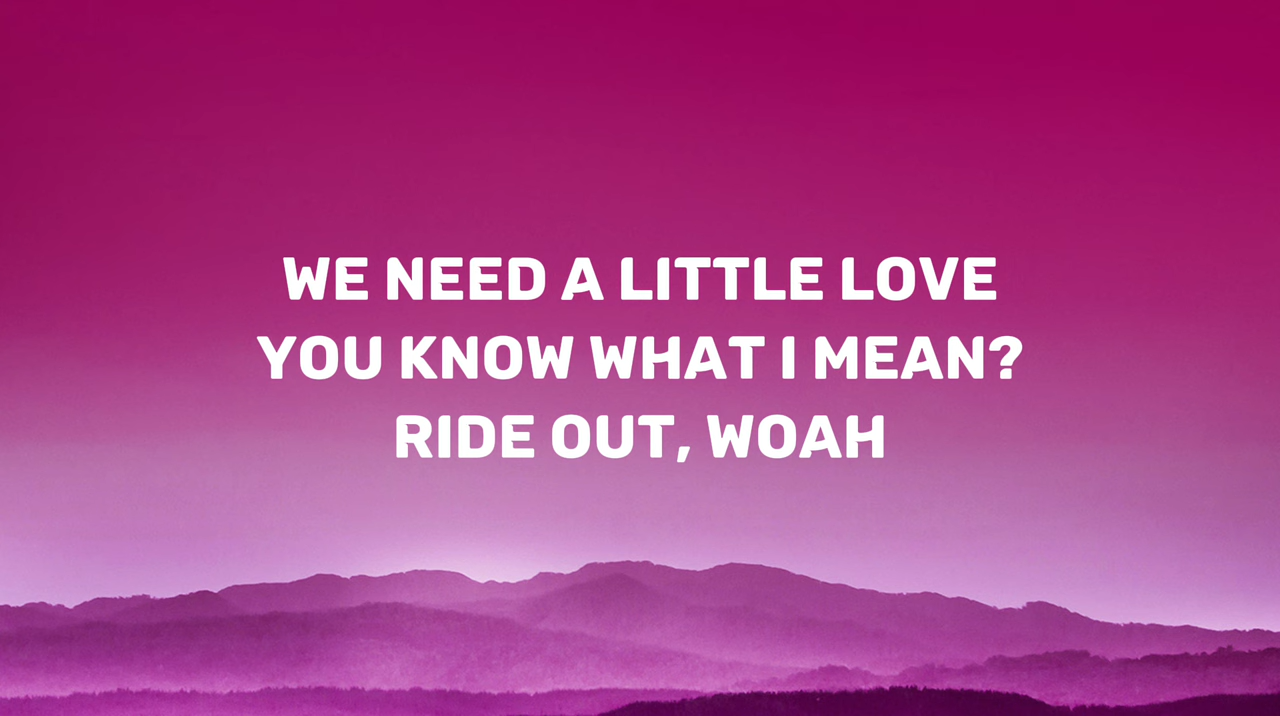 WE NEED A LITTLE LOVE
YOU KNOW WHAT I MEAN?
RIDE OUT, WOAH